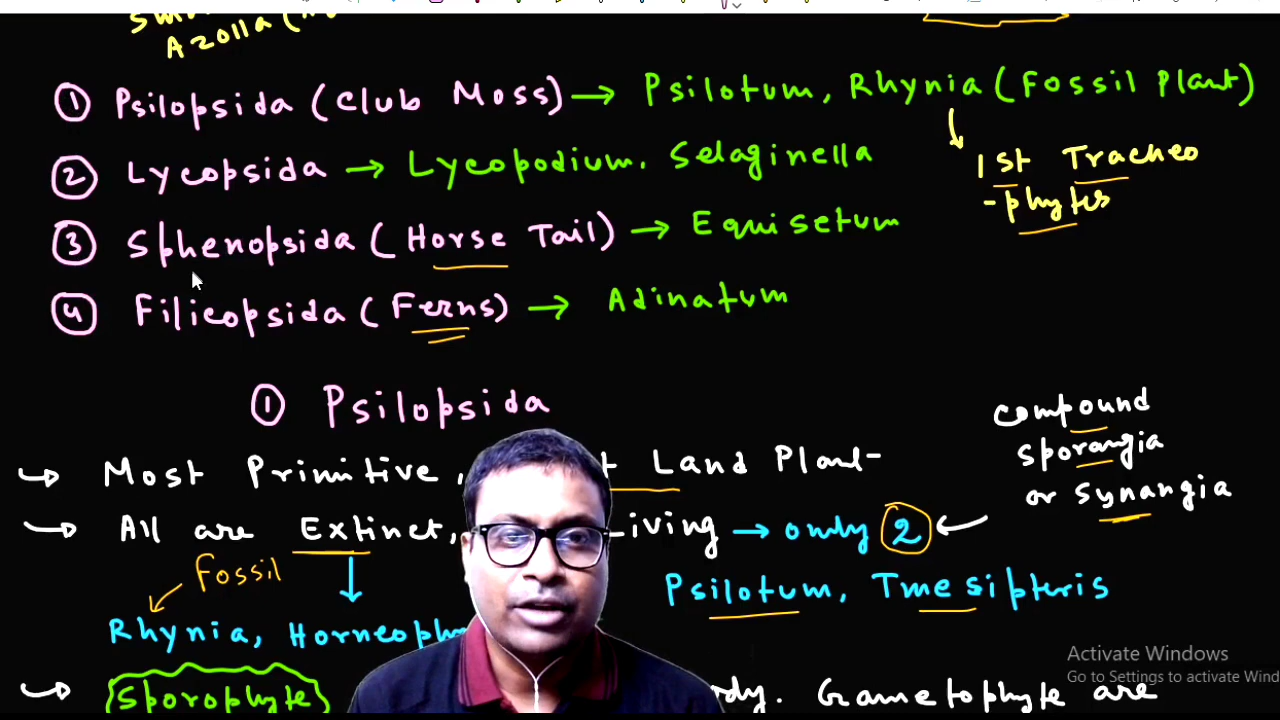 Azolla
① Psilopsida (Club Moss) → Psilotum, Rhynia (Fossil Plant)
1st Tracheo
-phytes
② Lycopsida → Lycopodium. Selaginella
③ Sphenopsida (Horse Tail) → Equisetum
④ Filicopsida (Ferns) → Adinatum
① Psilopsida
compound
sporangia
or synangia
Most Primitive, Land Plant-
All are Extinct, Living → only 2
Fossil
Psilotum, Tmesipteris
Rhynia,
Activate Windows
Go to Settings to activate Wind
Sporophyte Gametophyte are